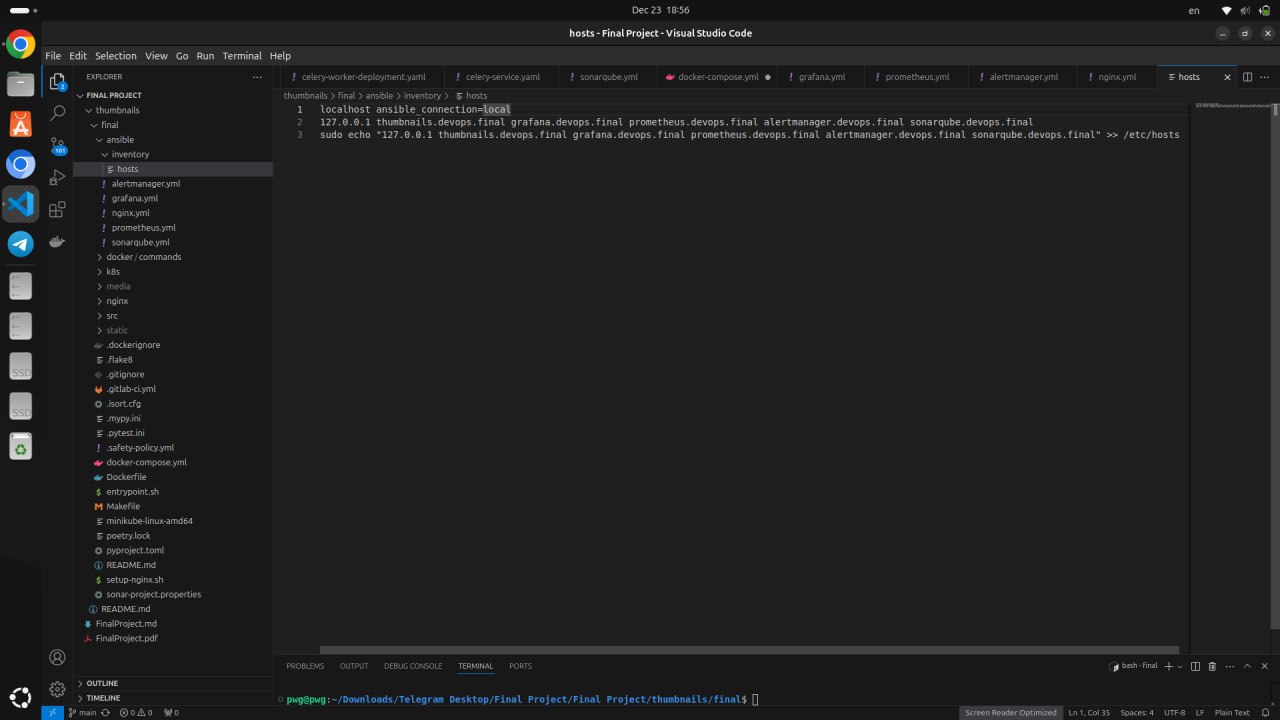 Dec 23 18:56
en
hosts - Final Project - Visual Studio Code
File Edit Selection View Go Run Terminal Help
EXPLORER
celery-worker-deployment.yaml celery-service.yaml sonarqube.yml docker-compose.yml grafana.yml prometheus.yml alertmanager.yml nginx.yml hosts
thumbnails > final > ansible > inventory > hosts
1 localhost ansible_connection=local
2 127.0.0.1 thumbnails.devops.final grafana.devops.final prometheus.devops.final alertmanager.devops.final sonarqube.devops.final
3 sudo echo "127.0.0.1 thumbnails.devops.final grafana.devops.final prometheus.devops.final alertmanager.devops.final sonarqube.devops.final" >> /etc/hosts
FINAL PROJECT
thumbnails
final
ansible
inventory
hosts
alertmanager.yml
grafana.yml
nginx.yml
prometheus.yml
sonarqube.yml
docker / commands
k8s
media
nginx
src
static
.dockerignore
.flake8
.gitignore
.gitlab-ci.yml
.isort.cfg
.mypy.ini
.pytest.ini
.safety-policy.yml
docker-compose.yml
Dockerfile
entrypoint.sh
Makefile
minikube-linux-amd64
poetry.lock
pyproject.toml
README.md
setup-nginx.sh
sonar-project.properties
README.md
FinalProject.md
FinalProject.pdf
OUTLINE
TIMELINE
2
101
SSD
SSD
PROBLEMS OUTPUT DEBUG CONSOLE TERMINAL PORTS
bash - final
pwg@pwg:~/Downloads/Telegram Desktop/Final Project/Final Project/thumbnails/final$
main 0 0 0
Screen Reader Optimized Ln 1, Col 35 Spaces: 4 UTF-8 LF Plain Text